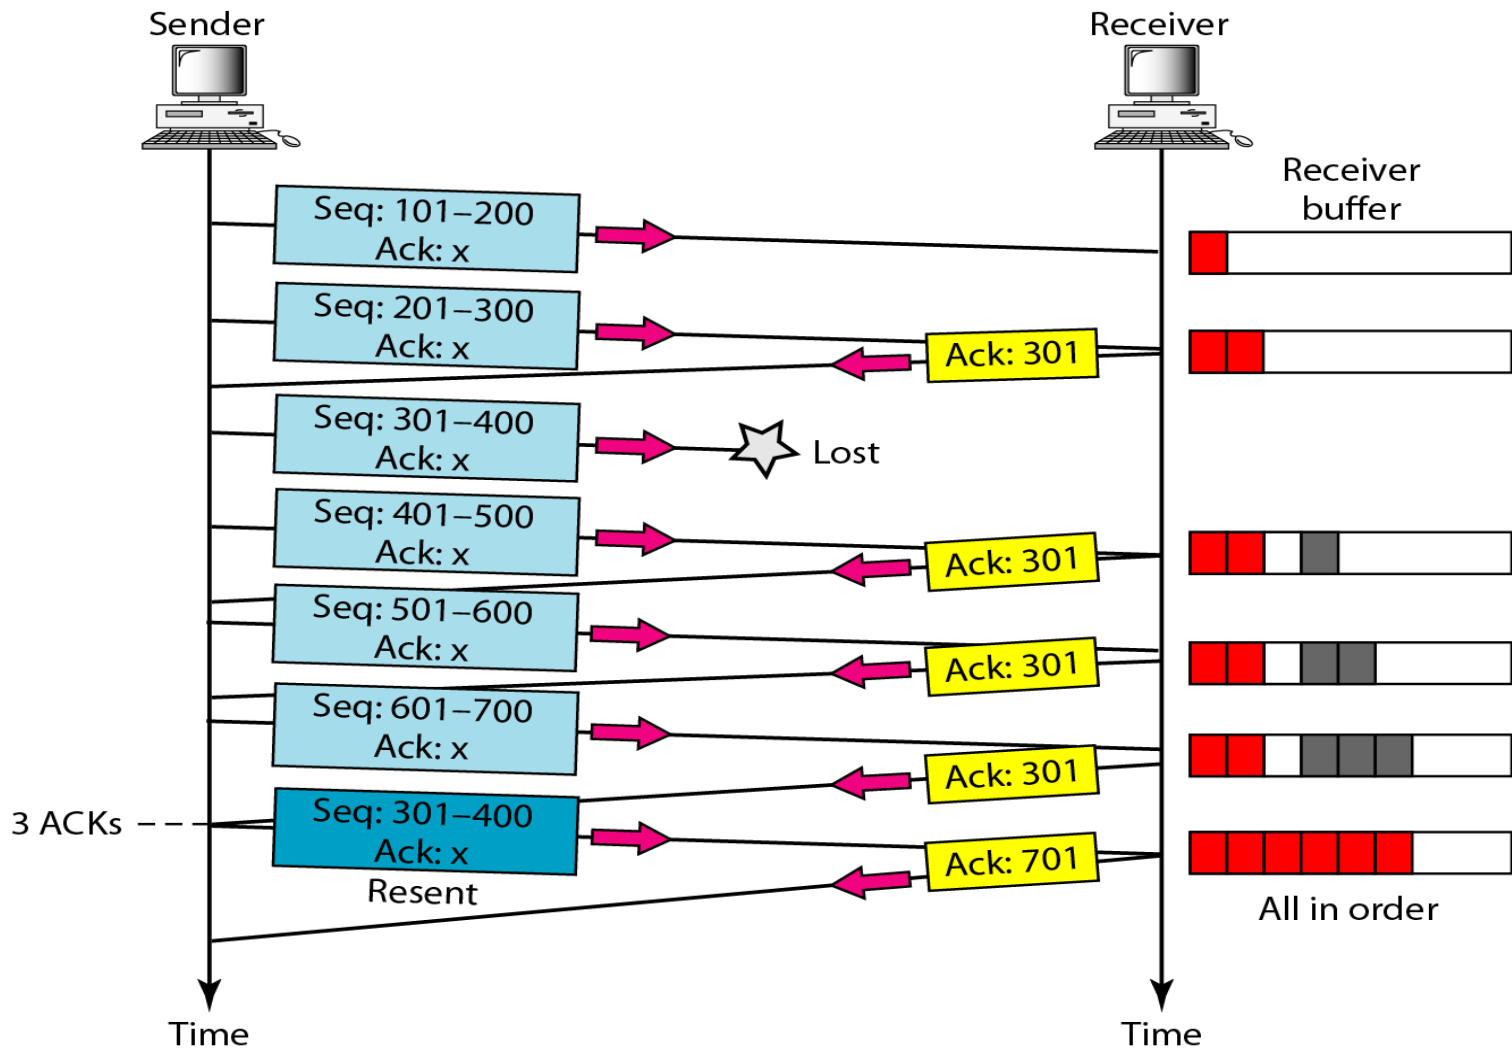 Sender
Receiver
Receiver
buffer
Seq: 101–200
Ack: x
Seq: 201–300
Ack: x
Ack: 301
Seq: 301–400
Ack: x
Lost
Seq: 401–500
Ack: x
Ack: 301
Seq: 501–600
Ack: x
Ack: 301
Seq: 601–700
Ack: x
Ack: 301
3 ACKs
Seq: 301–400
Ack: x
Resent
Ack: 701
All in order
Time
Time